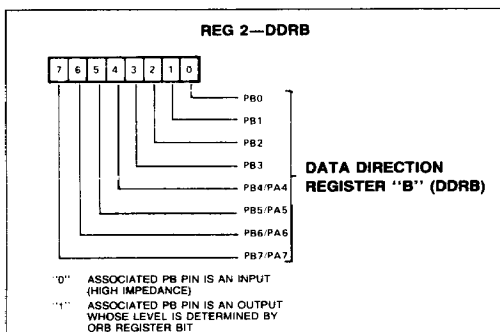 REG 2—DDRB
7 6 5 4 3 2 1 0
PB0
PB1
PB2
PB3
PB4/PA4
PB5/PA5
PB6/PA6
PB7/PA7
DATA DIRECTION
REGISTER "B" (DDRB)
"0" ASSOCIATED PB PIN IS AN INPUT
(HIGH IMPEDANCE)
"1" ASSOCIATED PB PIN IS AN OUTPUT
WHOSE LEVEL IS DETERMINED BY
ORB REGISTER BIT